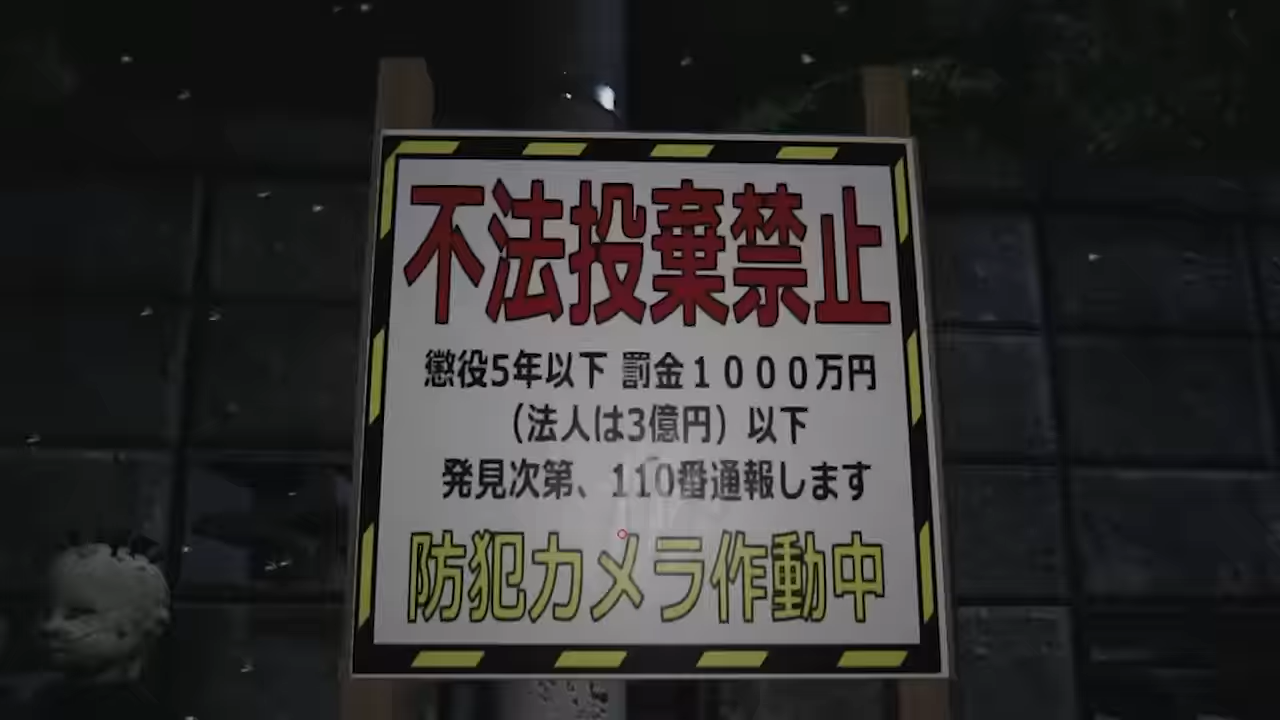 不法投棄禁止
懲役5年以下 罰金１０００万円
（法人は3億円）以下
発見次第、110番通報します
防犯カメラ作動中